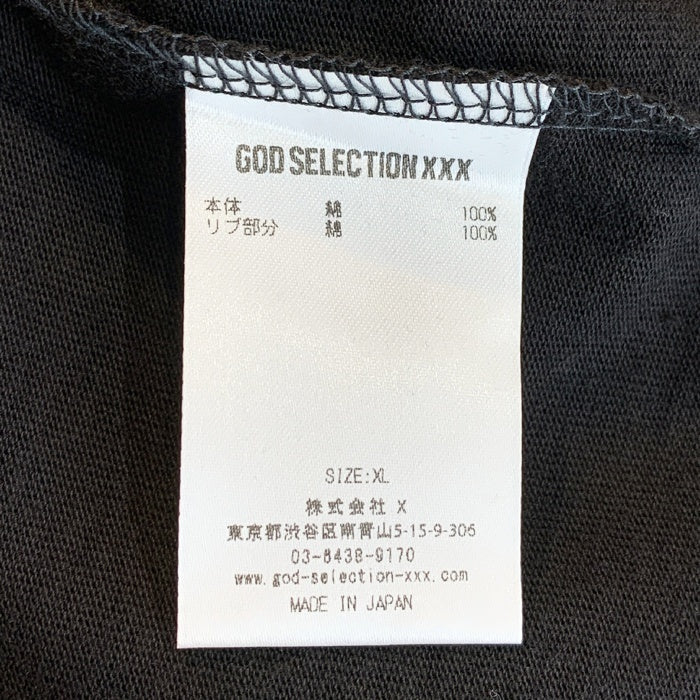 GOD SELECTION XXX
本体 綿 100%
リブ部分 綿 100%
SIZE:XL
株式会社 X
東京都渋谷区南青山5-15-9-306
03-6438-9170
www.god-selection-xxx.com
MADE IN JAPAN